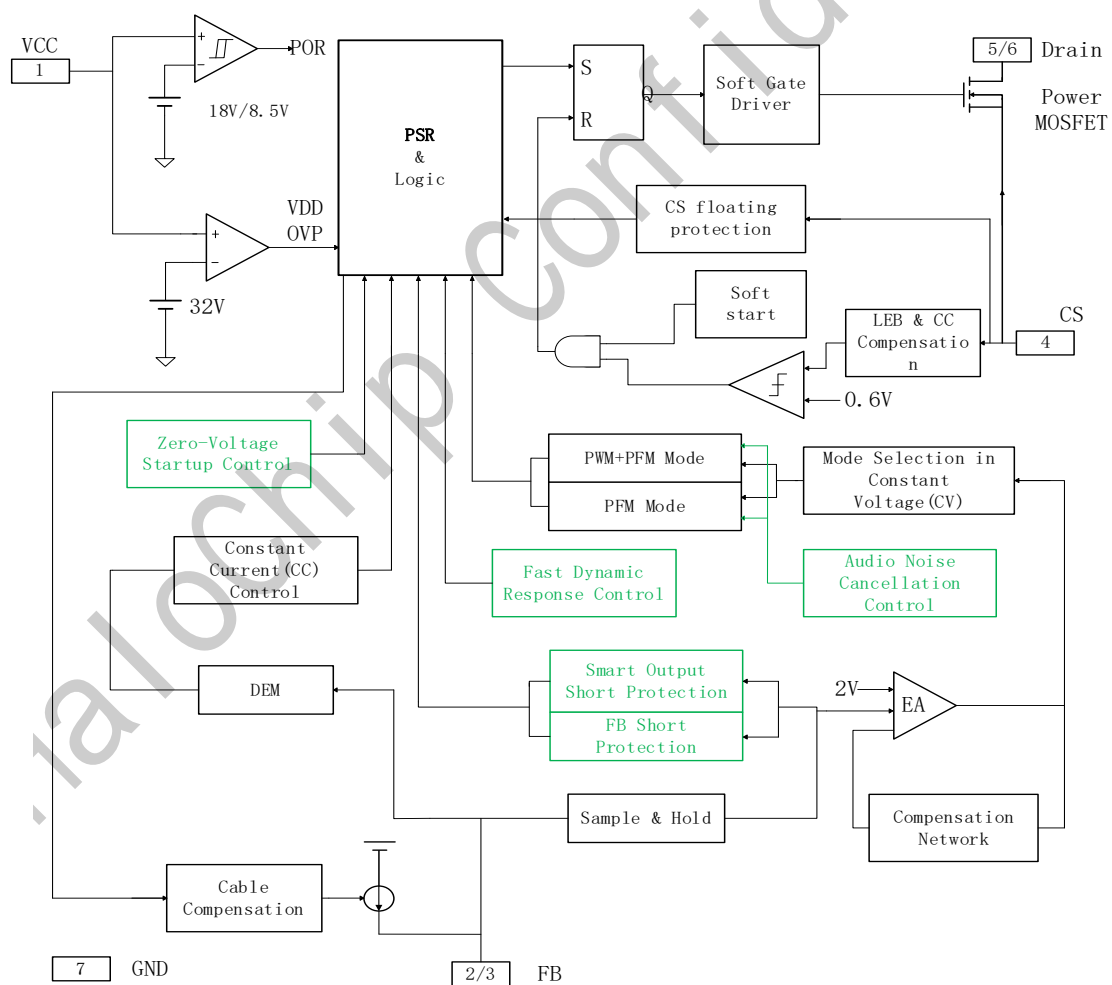 VCC
1
+
-
POR
18V/8.5V
VDD
OVP
+
-
32V
PSR
&
Logic
S
R
Q
Soft Gate
Driver
5/6
Drain
Power
MOSFET
CS floating
protection
Soft
start
LEB & CC
Compensatio
n
CS
4
0.6V
Zero-Voltage
Startup Control
PWM+PFM Mode
PFM Mode
Mode Selection in
Constant
Voltage(CV)
Constant
Current(CC)
Control
Fast Dynamic
Response Control
Audio Noise
Cancellation
Control
DEM
Smart Output
Short Protection
FB Short
Protection
2V
EA
Sample & Hold
Compensation
Network
Cable
Compensation
7
GND
2/3
FB
aloChip Confid